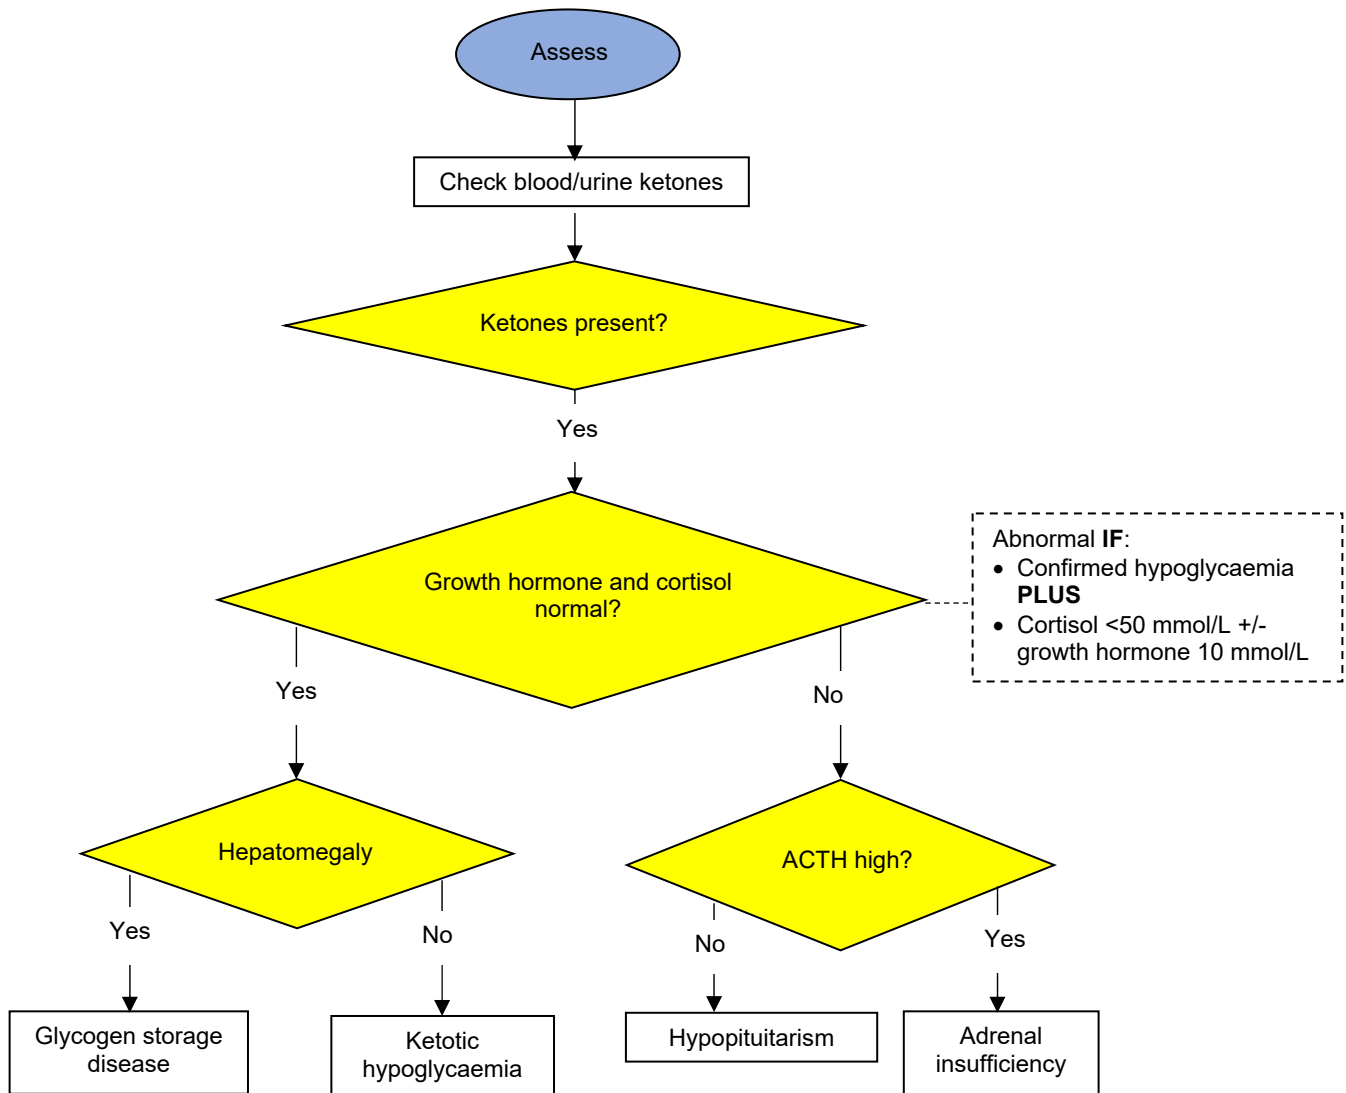 Assess
Check blood/urine ketones
Ketones present?
Yes
Growth hormone and cortisol
normal?
Abnormal IF:
• Confirmed hypoglycaemia
PLUS
• Cortisol <50 mmol/L +/-
growth hormone 10 mmol/L
Yes
No
Hepatomegaly
ACTH high?
Yes
No
No
Yes
Glycogen storage
disease
Ketotic
hypoglycaemia
Hypopituitarism
Adrenal
insufficiency